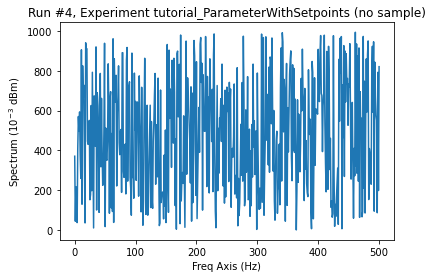 Run #4, Experiment tutorial_ParameterWithSetpoints (no sample)
1000
800
600
400
200
0
Spectrum (10⁻³ dBm)
0 100 200 300 400 500
Freq Axis (Hz)